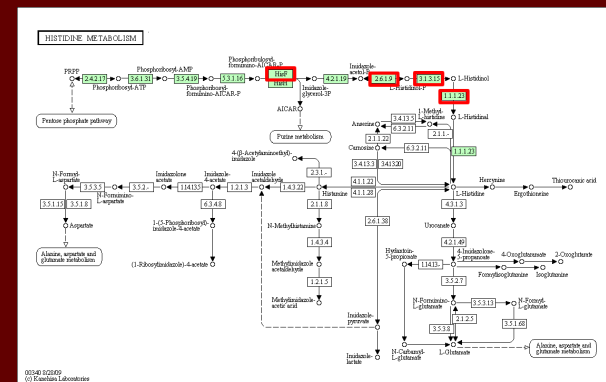 HISTIDINE METABOLISM
Phosphoribosyl-AMP
Phosphoribulosyl-
formimino-AICAR-P
PRPP
2.4.2.17
3.6.1.31
3.5.4.19
5.3.1.16
HisF
HisH
4.2.1.19
Imidazole-
acetol-P
2.6.1.9
3.1.3.15
L-Histidinol
Phosphoribosyl-ATP
Phosphoribosyl-
formimino-AICAR-P
Imidazole-
glycerol-3P
L-Histidinol-P
1.1.1.23
AICAR
Pentose phosphate pathway
Purine metabolism
L-Histidinal
1.1.1.23
Anserine
3.4.13.5
6.3.2.11
2.1.1.22
1-Methyl-
L-histidine
2.1.1.-
Carnosine
6.3.2.11
3.4.13.3
3.4.13.20
4-(β-Acetylaminoethyl)-
imidazole
2.3.1.-
4.1.1.22
4.1.1.28
N-Formyl-
L-aspartate
3.5.3.5
N-Formimino-
L-aspartate
3.5.2.-
Imidazolone
acetate
1.14.13.5
Imidazole-
4-acetate
1.2.1.3
Imidazole
acetaldehyde
1.4.3.22
Histamine
L-Histidine
Hercynine
Ergothioneine
Thiourocanic acid
3.5.1.15
3.5.1.8
6.3.4.8
2.1.1.8
4.3.1.3
Aspartate
1-(5-Phosphoribosyl)-
imidazole-4-acetate
N-Methylhistamine
2.6.1.38
Urocanate
Alanine, aspartate and
glutamate metabolism
(1-Ribosylimidazole)-4-acetate
1.4.3.4
4.2.1.49
Methylimidazole
acetaldehyde
Hydantoin-
5-propionate
1.14.13.-
4-Imidazolone-
5-propanoate
4-Oxoglutaramate
2-Oxoglutarate
Formylisoglutamine
Isoglutamine
1.2.1.5
3.5.2.7
Methylimidazole-
acetic acid
N-Formimino-
L-glutamate
3.5.3.13
N-Formyl-
L-glutamate
Imidazole-
pyruvate
2.1.2.5
3.5.3.8
3.5.1.68
Imidazole-
lactate
N-Carbamyl-
L-glutamate
L-Glutamate
Alanine, aspartate and
glutamate metabolism
00340 8/28/09
(c) Kanehisa Laboratories